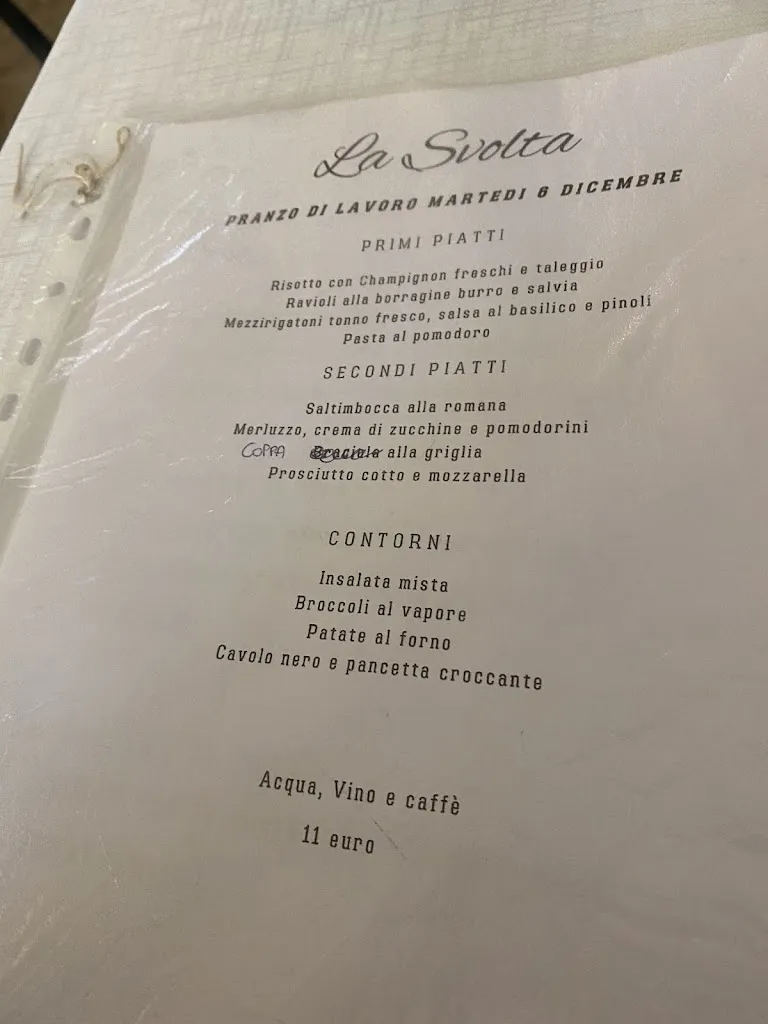 La Svolta
PRANZO DI LAVORO MARTEDI 6 DICEMBRE
PRIMI PIATTI
Risotto con Champignon freschi e taleggio
Ravioli alla borragine burro e salvia
Mezzirigatoni tonno fresco, salsa al basilico e pinoli
Pasta al pomodoro
SECONDI PIATTI
Saltimbocca alla romana
Merluzzo, crema di zucchine e pomodorini
COPPA Braciole alla griglia
Prosciutto cotto e mozzarella
CONTORNI
Insalata mista
Broccoli al vapore
Patate al forno
Cavolo nero e pancetta croccante
Acqua, Vino e caffè
11 euro